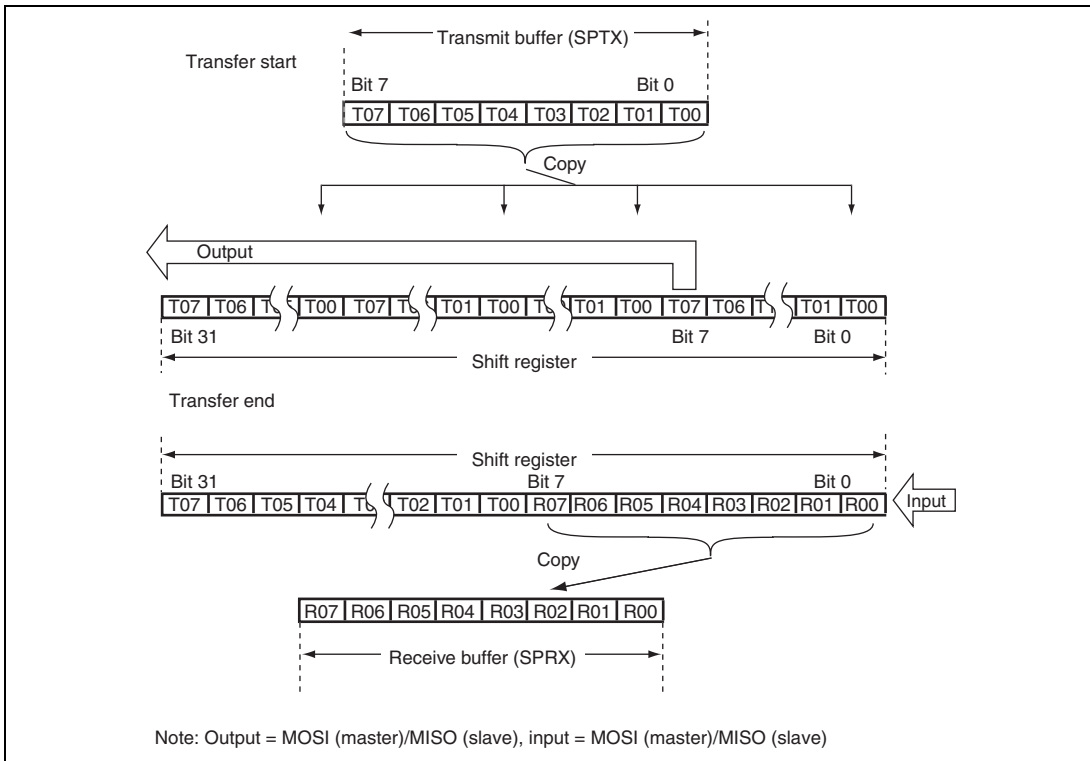 Transmit buffer (SPTX)
Transfer start
Bit 7 Bit 0
T07 T06 T05 T04 T03 T02 T01 T00
Copy
Output
T07 T06 T00 T07 T01 T00 T01 T00 T07 T06 T01 T00
Bit 31 Bit 7 Bit 0
Shift register
Transfer end
Shift register
Bit 31 Bit 7 Bit 0
T07 T06 T05 T04 T02 T01 T00 R07 R06 R05 R04 R03 R02 R01 R00 Input
Copy
R07 R06 R05 R04 R03 R02 R01 R00
Receive buffer (SPRX)
Note: Output = MOSI (master)/MISO (slave), input = MOSI (master)/MISO (slave)